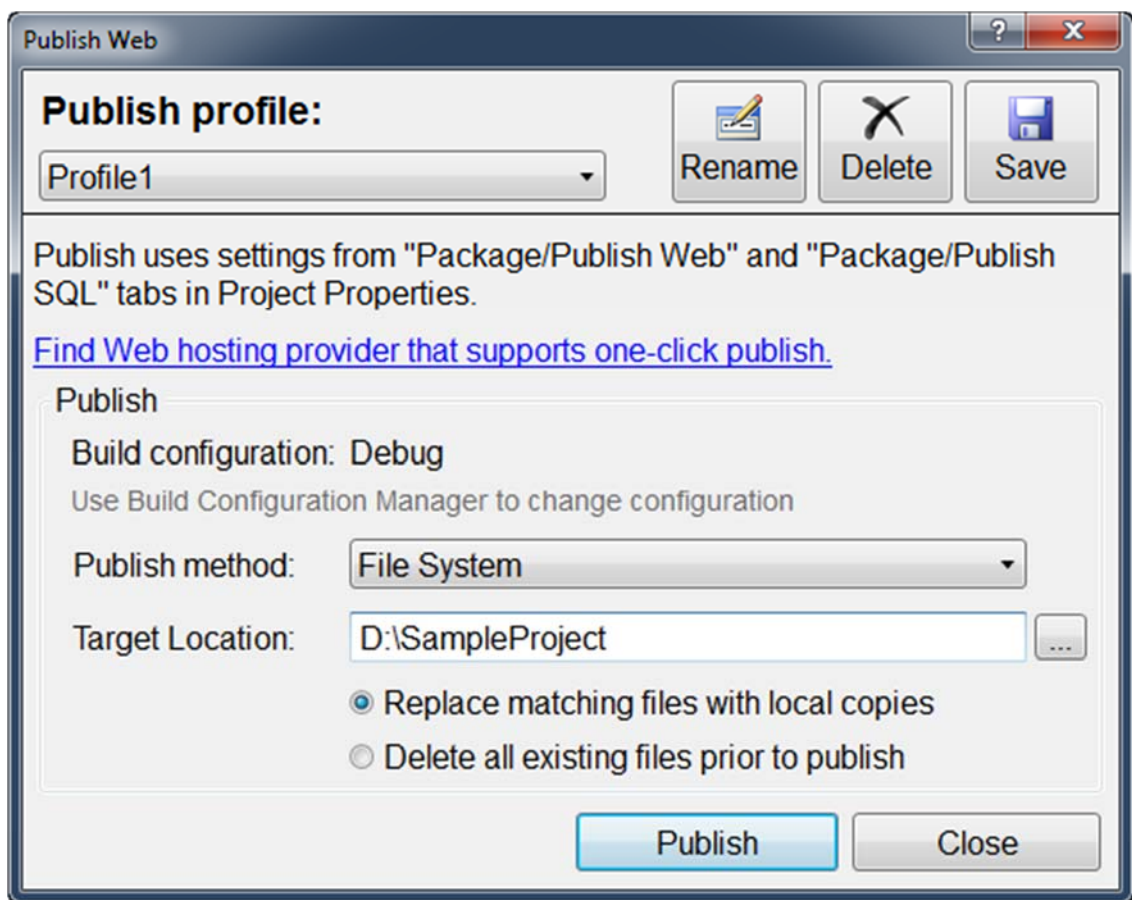 Publish Web
?
Publish profile:
Profile1
Rename
Delete
Save
Publish uses settings from "Package/Publish Web" and "Package/Publish
SQL" tabs in Project Properties.
Find Web hosting provider that supports one-click publish.
Publish
Build configuration: Debug
Use Build Configuration Manager to change configuration
Publish method: File System
Target Location: D:\SampleProject ...
Replace matching files with local copies
Delete all existing files prior to publish
Publish Close